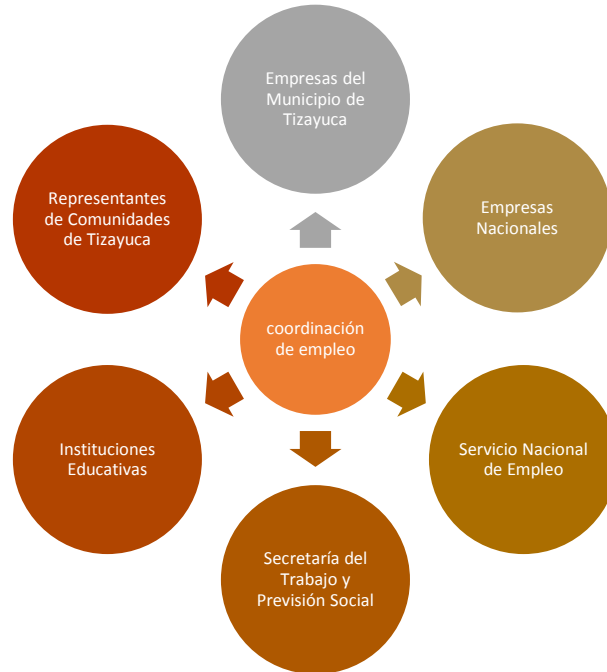 Empresas del
Municipio de
Tizayuca
Representantes
de Comunidades
de Tizayuca
Empresas
Nacionales
coordinación
de empleo
Instituciones
Educativas
Servicio Nacional
de Empleo
Secretaría del
Trabajo y
Previsión Social